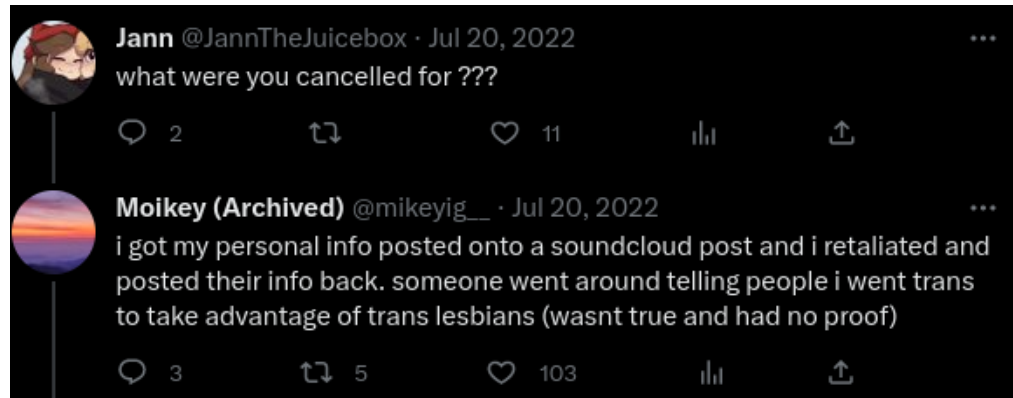 Jann @JannTheJuicebox · Jul 20, 2022
what were you cancelled for ???
2 11
Moikey (Archived) @mikeyig__ · Jul 20, 2022
i got my personal info posted onto a soundcloud post and i retaliated and
posted their info back. someone went around telling people i went trans
to take advantage of trans lesbians (wasnt true and had no proof)
3 5 103